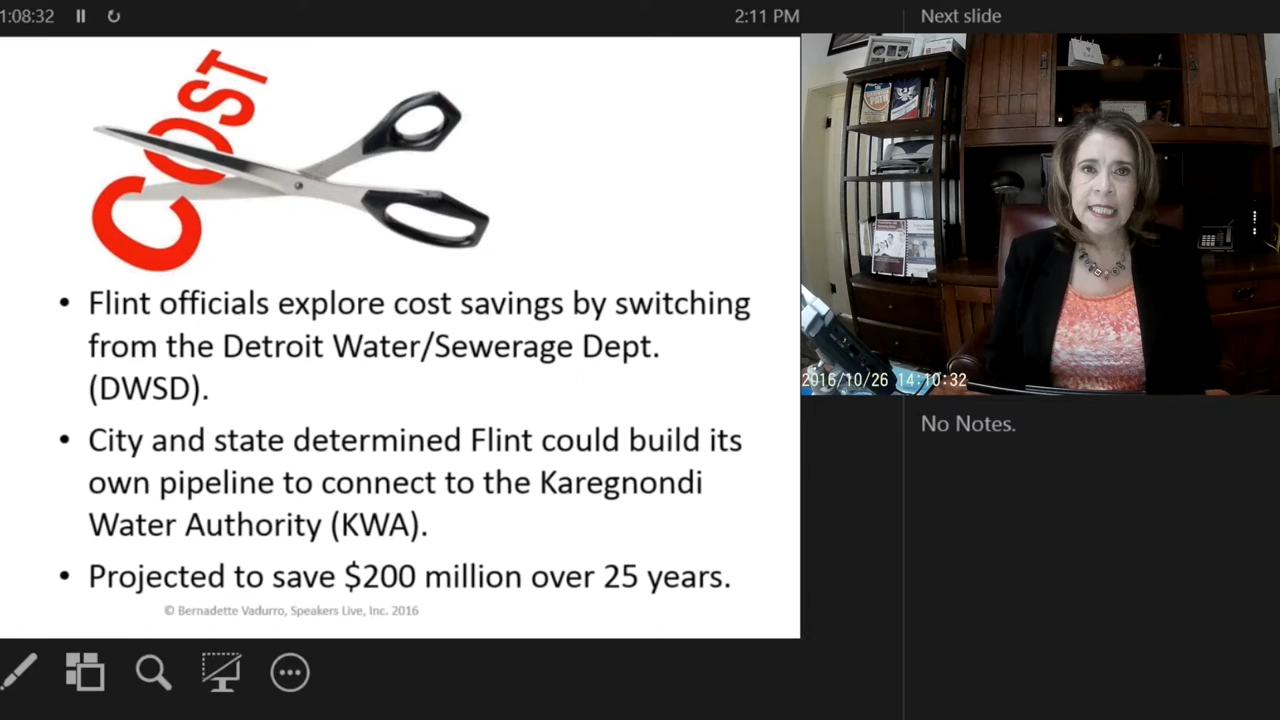 1:08:32
2:11 PM
Next slide
COST
• Flint officials explore cost savings by switching
from the Detroit Water/Sewerage Dept.
(DWSD).
• City and state determined Flint could build its
own pipeline to connect to the Karegnondi
Water Authority (KWA).
• Projected to save $200 million over 25 years.
© Bernadette Vadurro, Speakers Live, Inc. 2016
2016/10/26 14:10:32
No Notes.